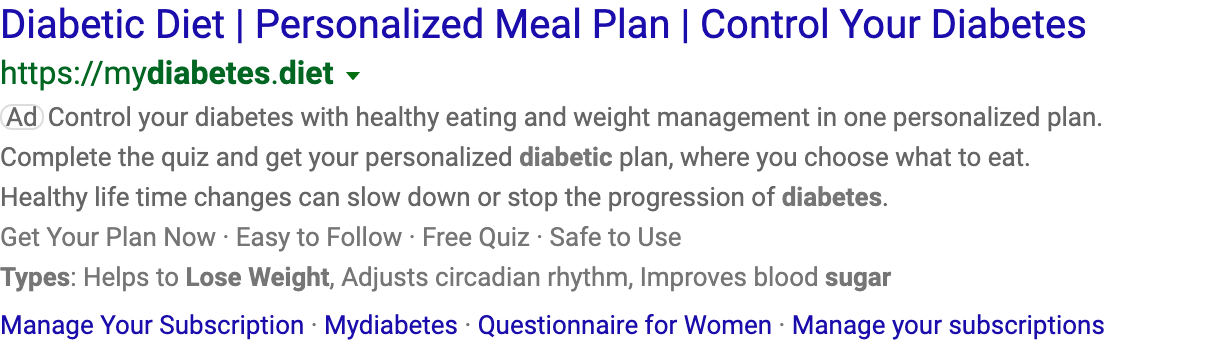 Diabetic Diet | Personalized Meal Plan | Control Your Diabetes
https://mydiabetes.diet
Ad Control your diabetes with healthy eating and weight management in one personalized plan.
Complete the quiz and get your personalized diabetic plan, where you choose what to eat.
Healthy life time changes can slow down or stop the progression of diabetes.
Get Your Plan Now · Easy to Follow · Free Quiz · Safe to Use
Types: Helps to Lose Weight, Adjusts circadian rhythm, Improves blood sugar
Manage Your Subscription · Mydiabetes · Questionnaire for Women · Manage your subscriptions